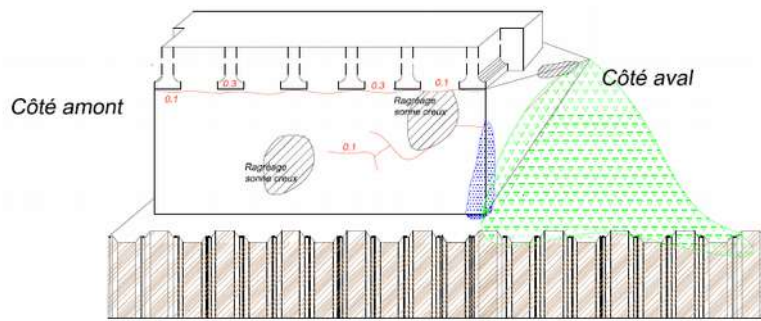 Côté amont
Côté aval
0.1
0.3
0.3
0.1
Ragréage
sonne creux
0.1
Ragréage
sonne creux